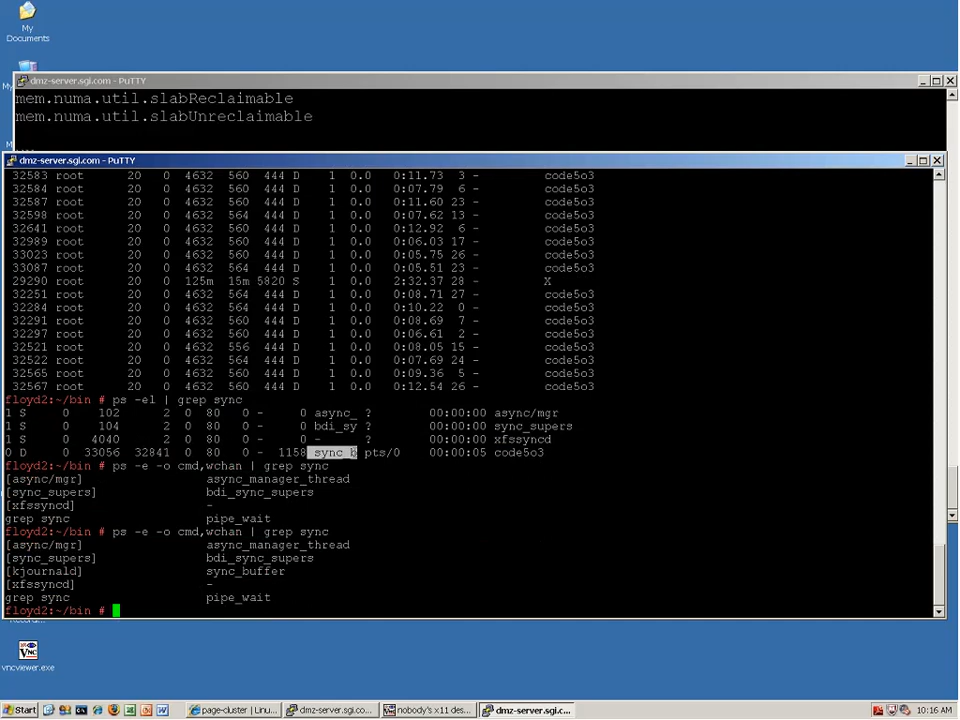 My
Documents
dmz-server.sgi.com - PuTTY
mem.numa.util.slabReclaimable
mem.numa.util.slabUnreclaimable
dmz-server.sgi.com - PuTTY
32583 root 20 0 4632 560 444 D 1 0.0 0:11.73 3 - code5o3
32584 root 20 0 4632 560 444 D 1 0.0 0:07.79 6 - code5o3
32587 root 20 0 4632 560 444 D 1 0.0 0:11.60 23 - code5o3
32598 root 20 0 4632 564 444 D 1 0.0 0:07.62 13 - code5o3
32641 root 20 0 4632 560 444 D 1 0.0 0:12.92 6 - code5o3
32989 root 20 0 4632 560 444 D 1 0.0 0:06.03 17 - code5o3
33023 root 20 0 4632 560 444 D 1 0.0 0:05.75 26 - code5o3
33087 root 20 0 4632 564 444 D 1 0.0 0:05.51 23 - code5o3
29290 root 20 0 125m 15m 5820 S 1 0.0 2:32.37 28 - X
32251 root 20 0 4632 564 444 D 1 0.0 0:08.71 27 - code5o3
32284 root 20 0 4632 560 444 D 1 0.0 0:10.22 0 - code5o3
32291 root 20 0 4632 560 444 D 1 0.0 0:08.69 7 - code5o3
32297 root 20 0 4632 560 444 D 1 0.0 0:06.61 2 - code5o3
32521 root 20 0 4632 556 444 D 1 0.0 0:08.05 15 - code5o3
32522 root 20 0 4632 564 444 D 1 0.0 0:07.69 24 - code5o3
32565 root 20 0 4632 560 444 D 1 0.0 0:09.36 5 - code5o3
32567 root 20 0 4632 560 444 D 1 0.0 0:12.54 26 - code5o3
floyd2:~/bin # ps -el | grep sync
1 S 0 102 2 0 80 0 - 0 async_ ? 00:00:00 async/mgr
1 S 0 104 2 0 80 0 - 0 bdi_sy ? 00:00:00 sync_supers
1 S 0 4040 2 0 80 0 - 0 - ? 00:00:00 xfssyncd
0 D 0 33056 32841 0 80 0 - 1158 sync_b pts/0 00:00:05 code5o3
floyd2:~/bin # ps -e -o cmd,wchan | grep sync
[async/mgr] async_manager_thread
[sync_supers] bdi_sync_supers
[xfssyncd] -
grep sync pipe_wait
floyd2:~/bin # ps -e -o cmd,wchan | grep sync
[async/mgr] async_manager_thread
[sync_supers] bdi_sync_supers
[kjournald] sync_buffer
[xfssyncd] -
grep sync pipe_wait
floyd2:~/bin #
vncviewer.exe
Start
page-cluster | Linu...
dmz-server.sgi.co...
nobody's x11 des...
dmz-server.sgi.c...
10:16 AM